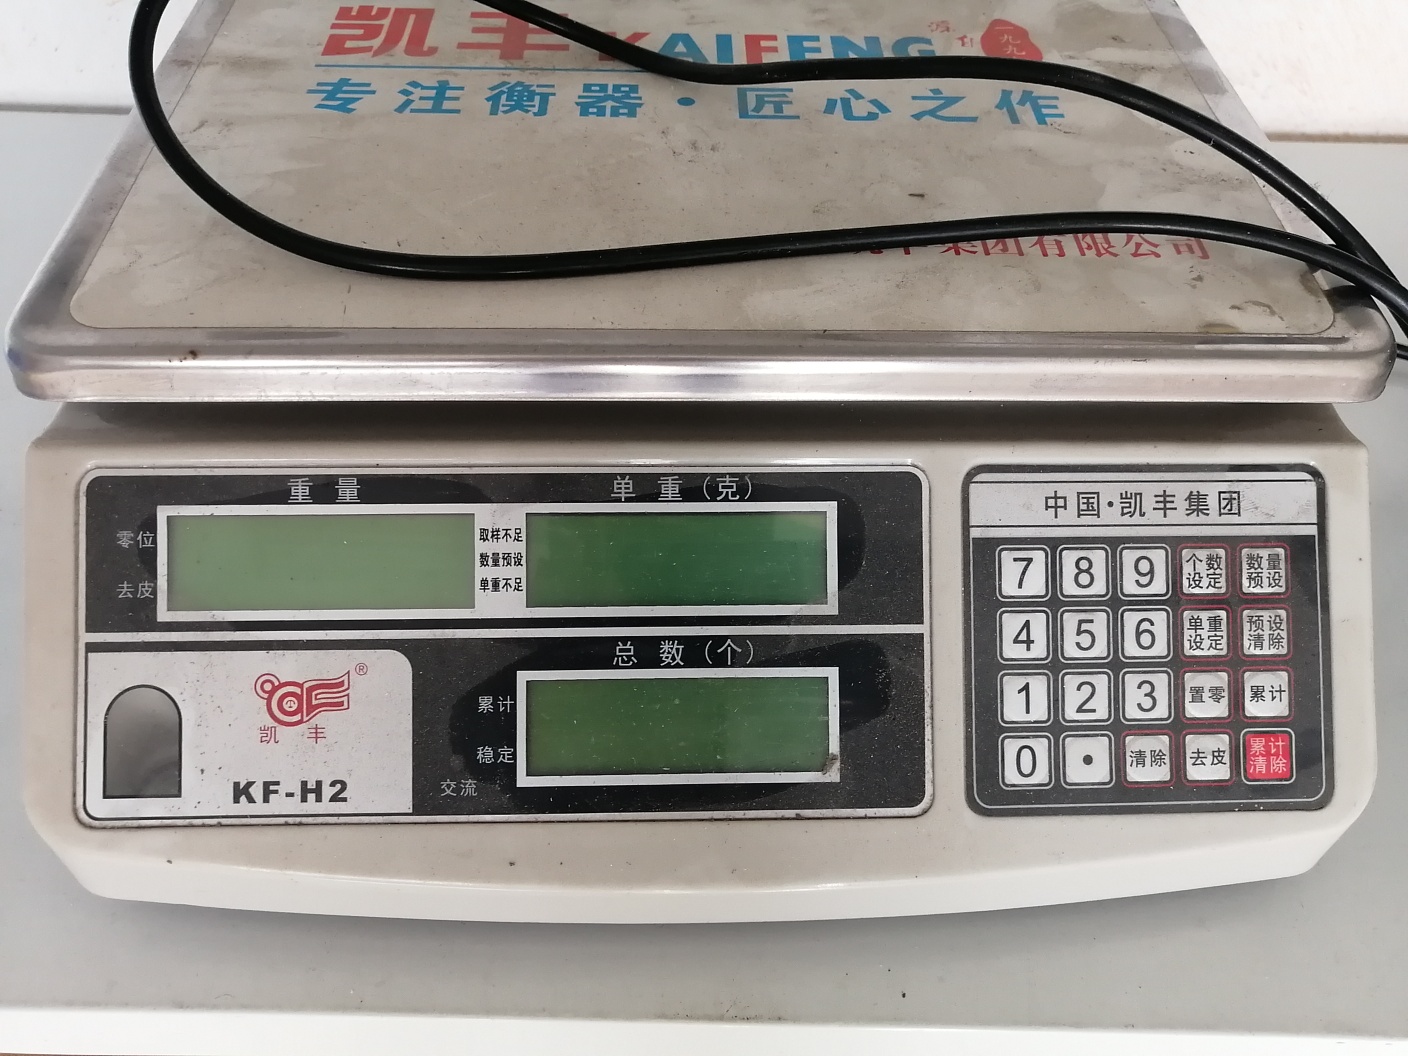 凯丰 KAIFENG
九九
专注衡器·匠心之作
集团有限公司
重量
单重(克)
零位
去皮
取样不足
数量预设
单重不足
总数(个)
累计
稳定
交流
®
凯丰
KF-H2
中国·凯丰集团
7 8 9 个数设定 数量预设
4 5 6 单重设定 预设清除
1 2 3 置零 累计
0 · 清除 去皮 累计清除